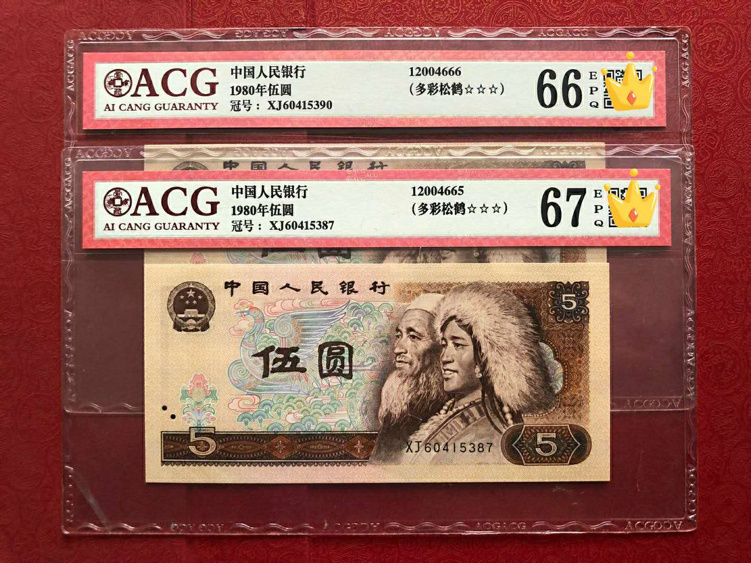 ACG
AI CANG GUARANTY
中国人民银行
1980年伍圆
冠号： XJ60415390
12004666
(多彩松鹤☆☆☆)
66 EPQ
ACG
AI CANG GUARANTY
中国人民银行
1980年伍圆
冠号： XJ60415387
12004665
(多彩松鹤☆☆☆)
67 EPQ
中国人民银行
5
伍圆
XJ60415387
5
5